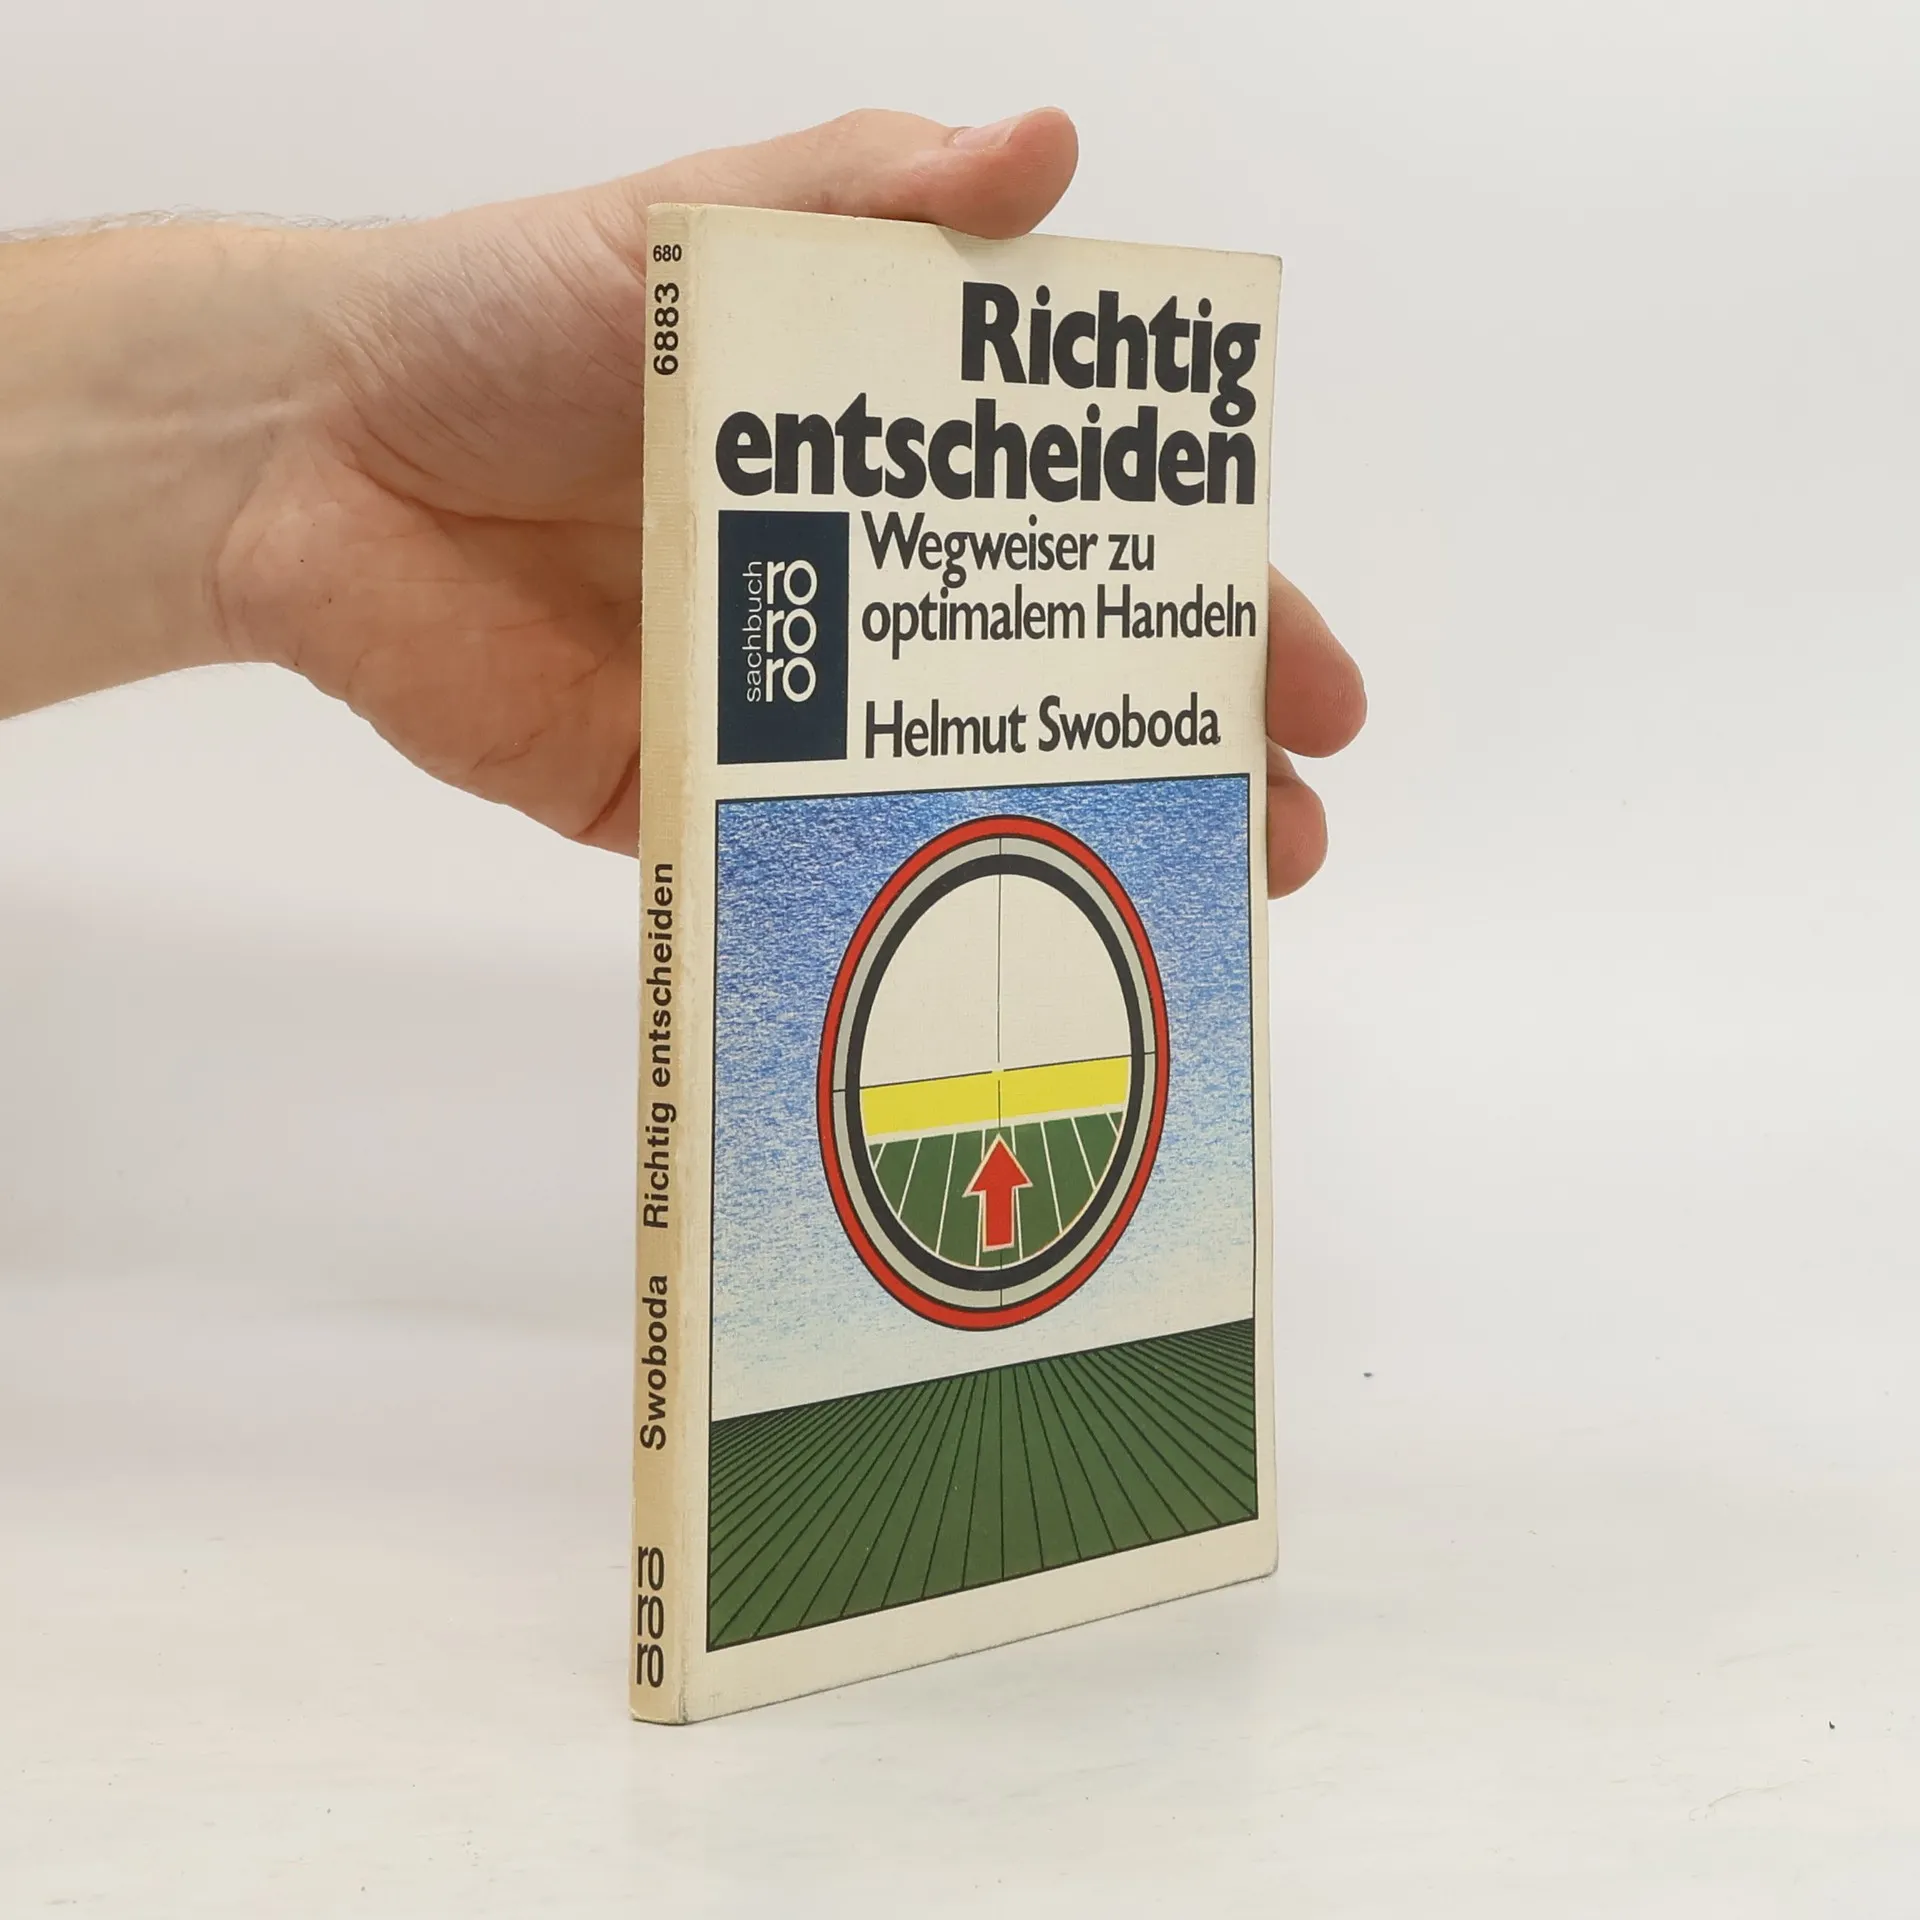 680
6883
Swoboda Richtig entscheiden
ro
ro
ro
Richtig
entscheiden
sachbuch
ro
ro
ro
Wegweiser zu
optimalem Handeln
Helmut Swoboda